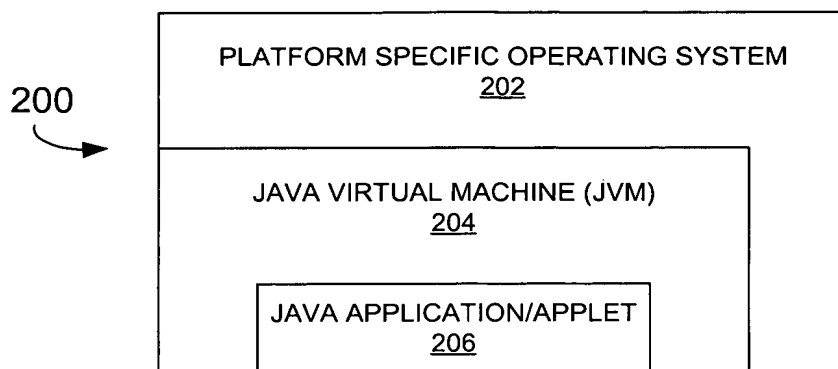 PLATFORM SPECIFIC OPERATING SYSTEM
202
200
JAVA VIRTUAL MACHINE (JVM)
204
JAVA APPLICATION/APPLET
206